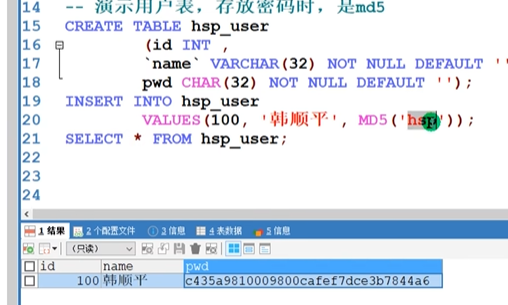 14 -- 演示用户表，存放密码时，是md5
15 CREATE TABLE hsp_user
16 (id INT ,
17 `name` VARCHAR(32) NOT NULL DEFAULT ''
18 pwd CHAR(32) NOT NULL DEFAULT '');
19 INSERT INTO hsp_user
20 VALUES(100, '韩顺平', MD5('hsp'));
21 SELECT * FROM hsp_user;
22
23
24
1 结果 2 个配置文件 3 信息 4 表数据 5 信息
(只读)
id name pwd
100 韩顺平 c435a9810009800cafef7dce3b7844a6